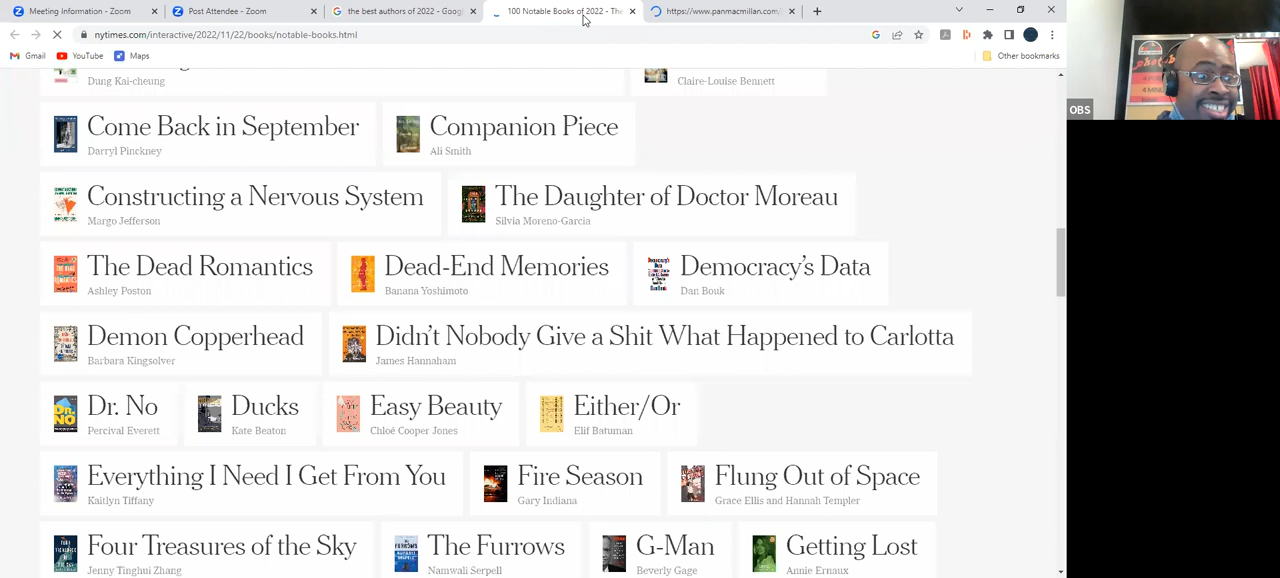 Meeting Information - Zoom
Post Attendee - Zoom
the best authors of 2022 - Goog
100 Notable Books of 2022 - The
https://www.panmacmillan.com/
nytimes.com/interactive/2022/11/22/books/notable-books.html
Gmail
YouTube
Maps
Other bookmarks
Dung Kai-cheung
Claire-Louise Bennett
Come Back in September
Darryl Pinckney
Companion Piece
Ali Smith
Constructing a Nervous System
Margo Jefferson
The Daughter of Doctor Moreau
Silvia Moreno-Garcia
The Dead Romantics
Ashley Poston
Dead-End Memories
Banana Yoshimoto
Democracy's Data
Dan Bouk
Demon Copperhead
Barbara Kingsolver
Didn't Nobody Give a Shit What Happened to Carlotta
James Hannaham
Dr. No
Percival Everett
Ducks
Kate Beaton
Easy Beauty
Chloé Cooper Jones
Either/Or
Elif Batuman
Everything I Need I Get From You
Kaitlyn Tiffany
Fire Season
Gary Indiana
Flung Out of Space
Grace Ellis and Hannah Templer
Four Treasures of the Sky
Jenny Tinghui Zhang
The Furrows
Namwali Serpell
G-Man
Beverly Gage
Getting Lost
Annie Ernaux
OBS
4 MINU